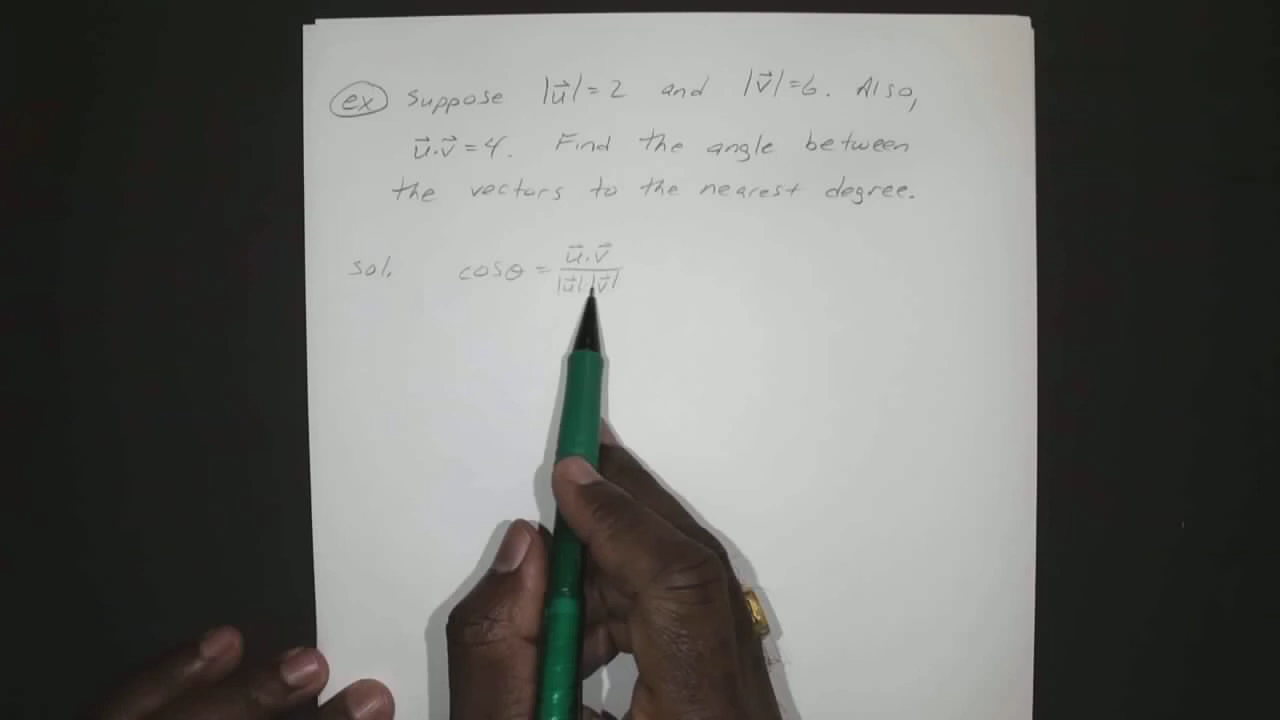 ex Suppose |u⃗|=2 and |v⃗|=6. Also,
u⃗·v⃗=4. Find the angle between
the vectors to the nearest degree.
Sol. cosθ = u⃗·v⃗ / |u⃗|·|v⃗|